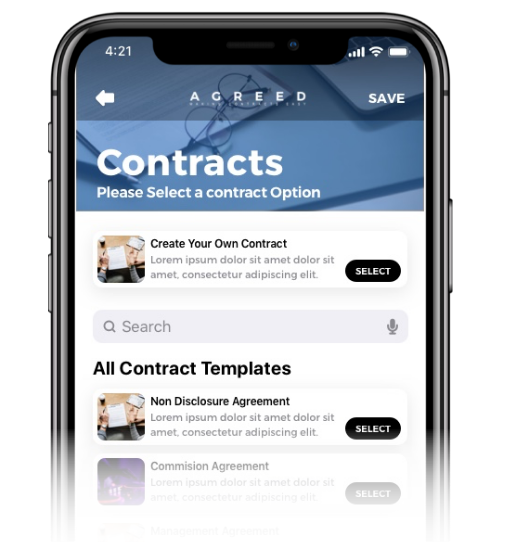 4:21
A G R E E D
SAVE
Contracts
Please Select a contract Option
Create Your Own Contract
Lorem ipsum dolor sit amet dolor sit
amet, consectetur adipiscing elit.
SELECT
Search
All Contract Templates
Non Disclosure Agreement
Lorem ipsum dolor sit amet dolor sit
amet, consectetur adipiscing elit.
SELECT
Commision Agreement
Lorem ipsum dolor sit amet dolor sit
amet, consectetur adipiscing elit.
SELECT
Management Agreement